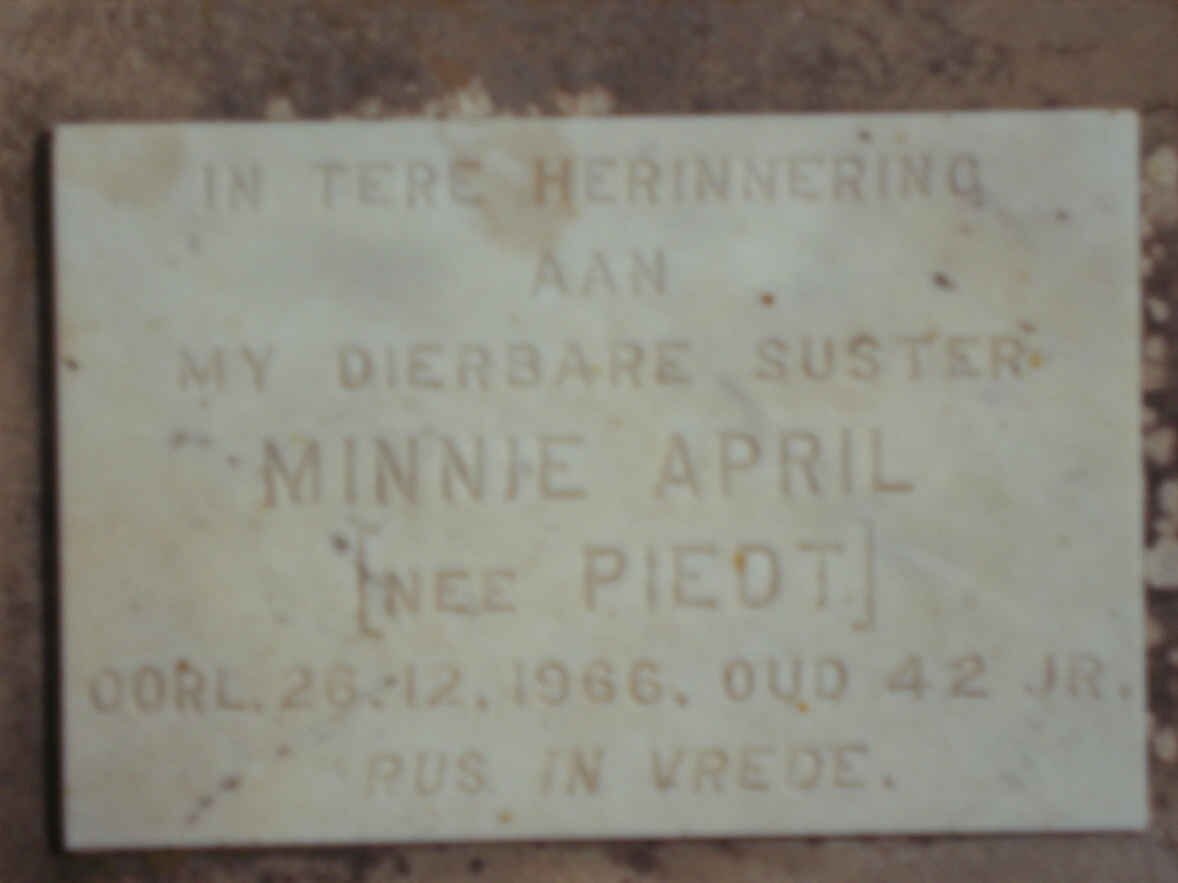 IN TERE HERINNERING
AAN
MY DIERBARE SUSTER
MINNIE APRIL
[NEE PIEDT]
OORL. 26.12.1966. OUD 42 JR.
RUS IN VREDE.